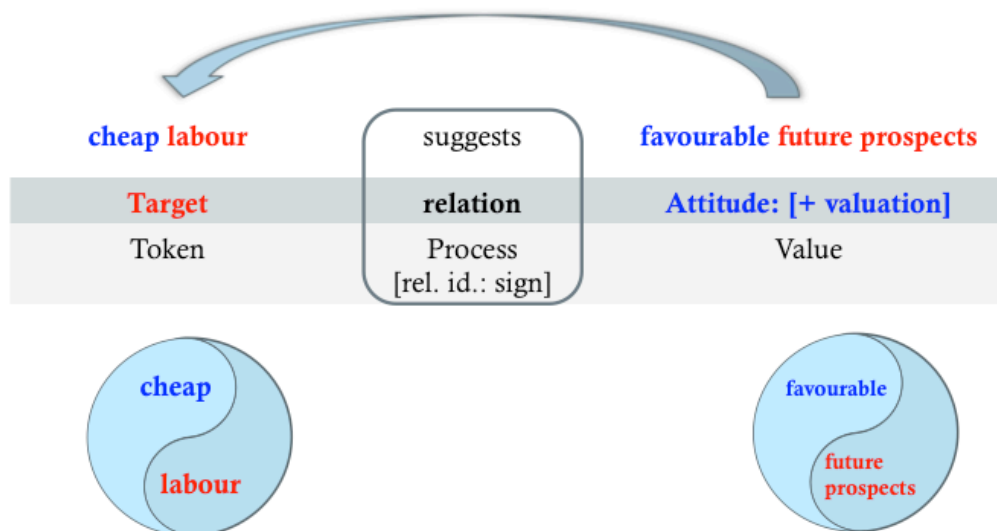 cheap labour suggests favourable future prospects
Target relation Attitude: [+ valuation]
Token Process Value
[rel. id.: sign]
cheap
labour
favourable
future
prospects